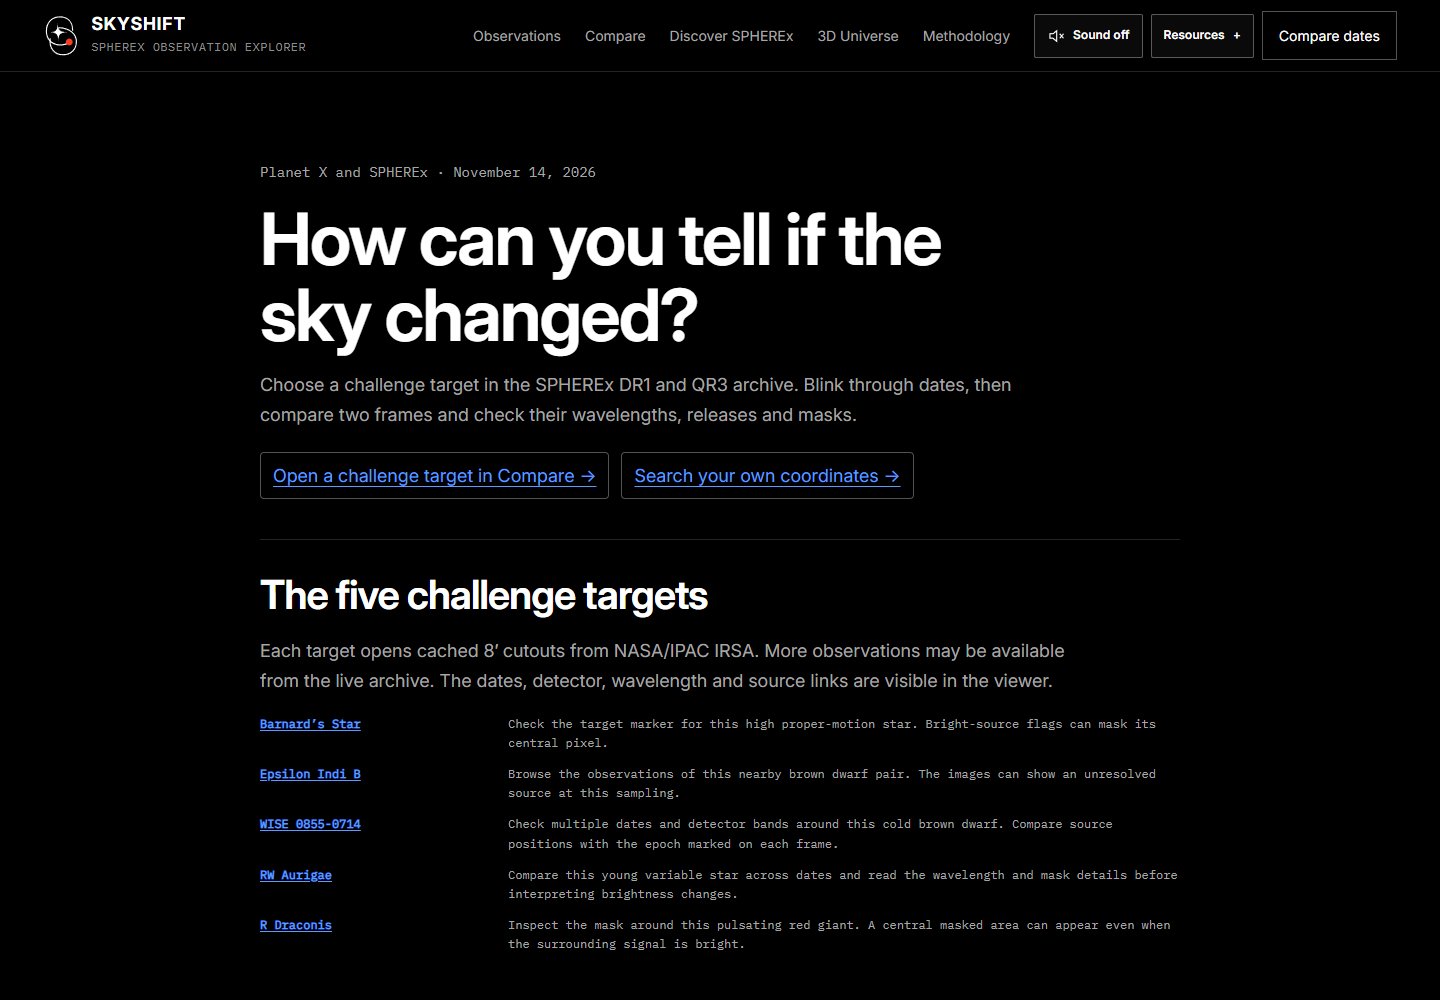 SKYSHIFT
SPHEREX OBSERVATION EXPLORER
Observations
Compare
Discover SPHEREx
3D Universe
Methodology
Sound off
Resources +
Compare dates
Planet X and SPHEREx · November 14, 2026
How can you tell if the
sky changed?
Choose a challenge target in the SPHEREx DR1 and QR3 archive. Blink through dates, then
compare two frames and check their wavelengths, releases and masks.
Open a challenge target in Compare →
Search your own coordinates →
The five challenge targets
Each target opens cached 8′ cutouts from NASA/IPAC IRSA. More observations may be available
from the live archive. The dates, detector, wavelength and source links are visible in the viewer.
Barnard’s Star
Check the target marker for this high proper-motion star. Bright-source flags can mask its
central pixel.
Epsilon Indi B
Browse the observations of this nearby brown dwarf pair. The images can show an unresolved
source at this sampling.
WISE 0855-0714
Check multiple dates and detector bands around this cold brown dwarf. Compare source
positions with the epoch marked on each frame.
RW Aurigae
Compare this young variable star across dates and read the wavelength and mask details before
interpreting brightness changes.
R Draconis
Inspect the mask around this pulsating red giant. A central masked area can appear even when
the surrounding signal is bright.